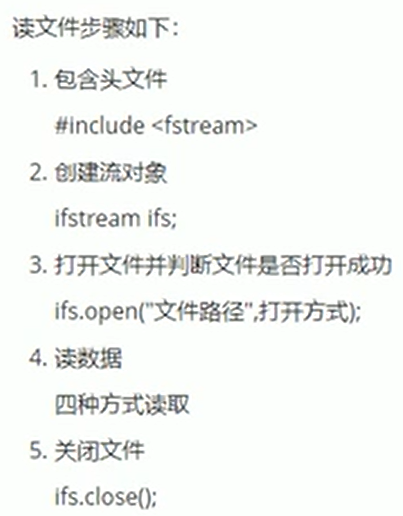 读文件步骤如下：
1. 包含头文件
#include <fstream>
2. 创建流对象
ifstream ifs;
3. 打开文件并判断文件是否打开成功
ifs.open("文件路径",打开方式);
4. 读数据
四种方式读取
5. 关闭文件
ifs.close();